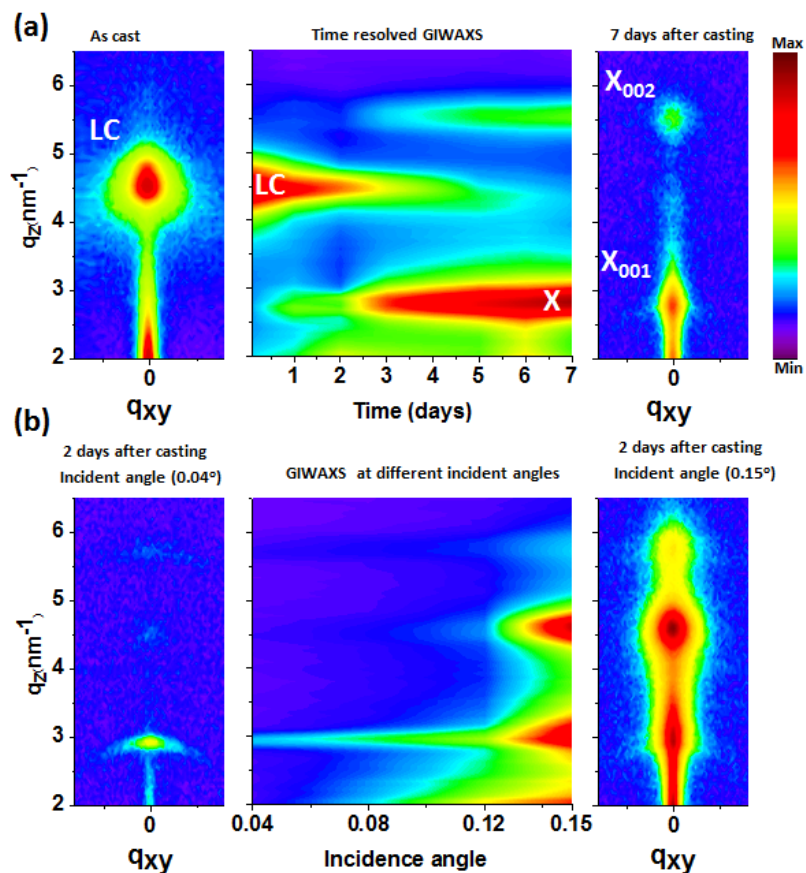 (a)
As cast
Time resolved GIWAXS
7 days after casting
Max
6
5
4
3
2
qz(nm-1)
LC
LC
X
X002
X001
Min
0
1 2 3 4 5 6 7
0
qxy
Time (days)
qxy
(b)
2 days after casting
Incident angle (0.04°)
GIWAXS at different incident angles
2 days after casting
Incident angle (0.15°)
6
5
4
3
2
qz(nm-1)
0
0.04 0.08 0.12 0.15
0
qxy
Incidence angle
qxy